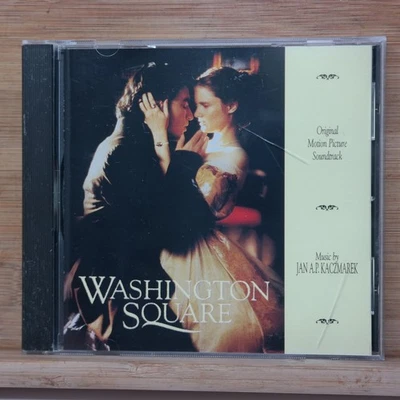 Original
Motion Picture
Soundtrack
Music by
JAN A.P. KACZMAREK
WASHINGTON
SQUARE